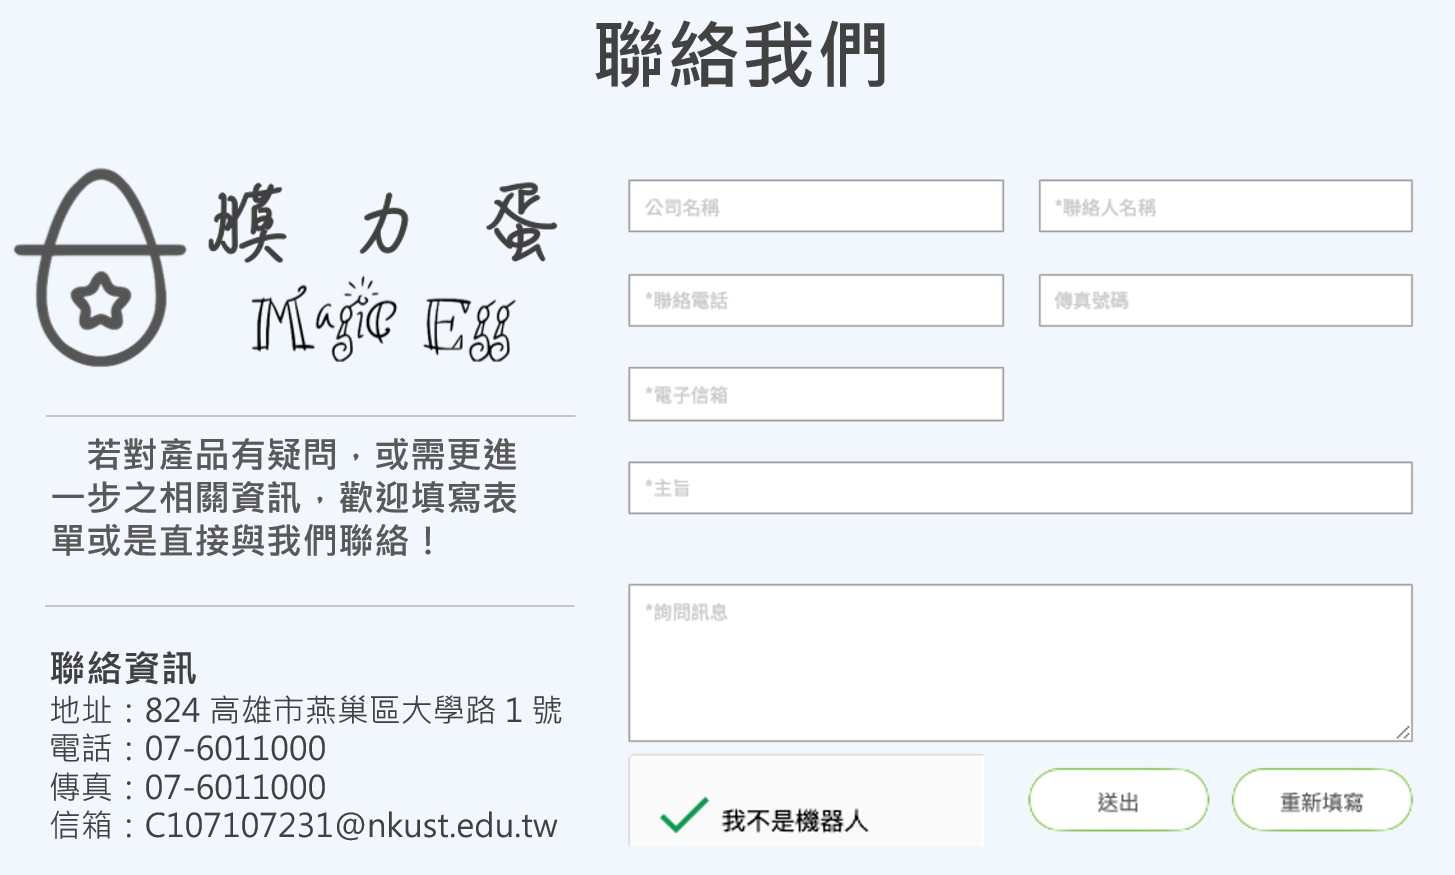 聯絡我們
膜力蛋
Magic Egg
若對產品有疑問，或需更進
一步之相關資訊，歡迎填寫表
單或是直接與我們聯絡！
聯絡資訊
地址：824 高雄市燕巢區大學路 1 號
電話：07-6011000
傳真：07-6011000
信箱：C107107231@nkust.edu.tw
公司名稱
*聯絡人名稱
*聯絡電話
傳真號碼
*電子信箱
*主旨
*詢問訊息
我不是機器人
送出
重新填寫